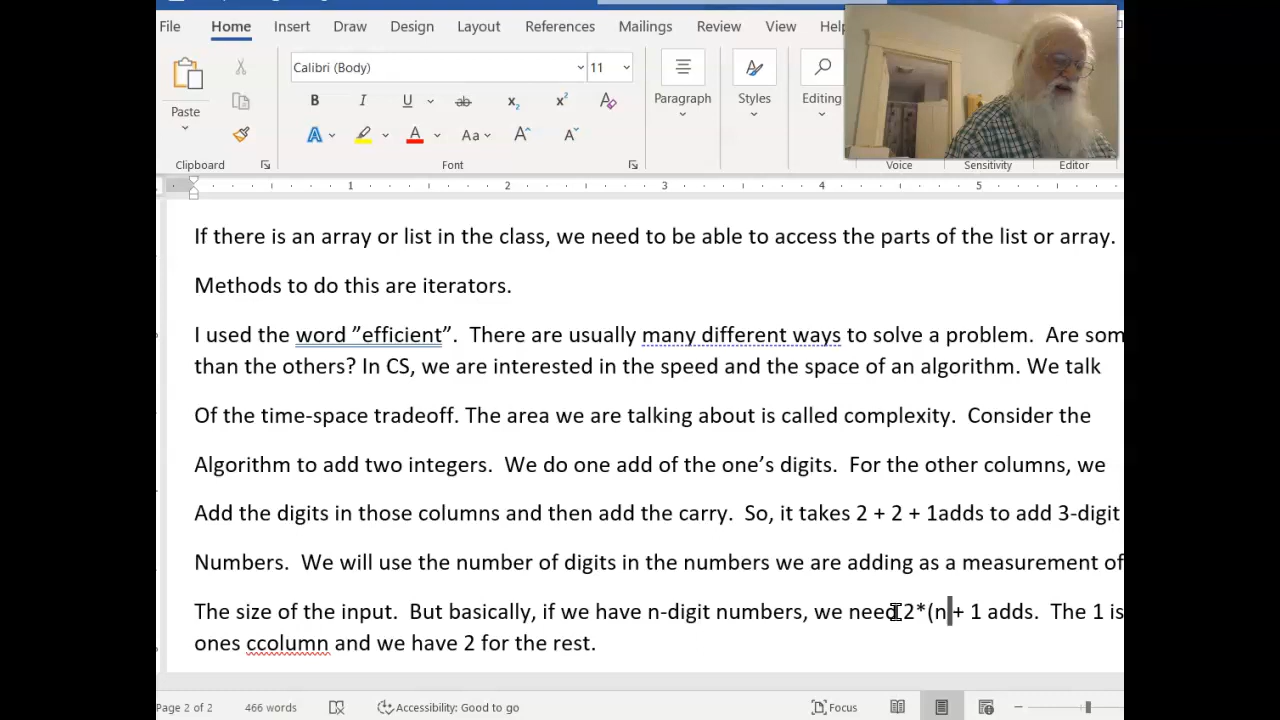 File Home Insert Draw Design Layout References Mailings Review View Help
Calibri (Body) 11
Paste B I U ab x₂ x² A Paragraph Styles Editing
A A Aa A A
Clipboard Font Voice Sensitivity Editor
1 2 3 4 5
If there is an array or list in the class, we need to be able to access the parts of the list or array.
Methods to do this are iterators.
I used the word ”efficient”. There are usually many different ways to solve a problem. Are som
than the others? In CS, we are interested in the speed and the space of an algorithm. We talk
Of the time-space tradeoff. The area we are talking about is called complexity. Consider the
Algorithm to add two integers. We do one add of the one’s digits. For the other columns, we
Add the digits in those columns and then add the carry. So, it takes 2 + 2 + 1adds to add 3-digit
Numbers. We will use the number of digits in the numbers we are adding as a measurement of
The size of the input. But basically, if we have n-digit numbers, we need 2*(n + 1 adds. The 1 is
ones ccolumn and we have 2 for the rest.
Page 2 of 2 466 words Accessibility: Good to go Focus